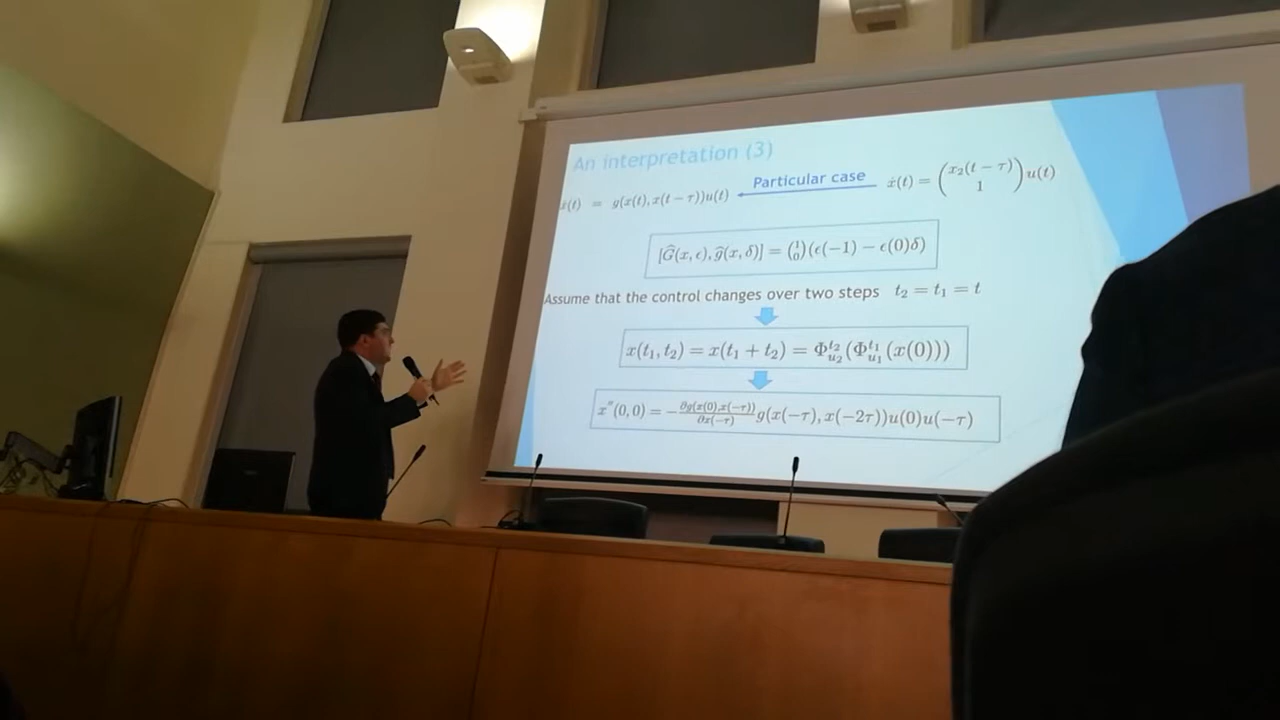 An interpretation (3)
ẋ(t) = g(x(t), x(t − τ))u(t)
Particular case
ẋ(t) = (x₂(t − τ) 1) u(t)
[Ĝ(x, ϵ), ĝ(x, δ)] = (1 0)(ϵ(−1) − ϵ(0)δ)
Assume that the control changes over two steps t₂ = t₁ = t
x(t₁, t₂) = x(t₁ + t₂) = Φ^{t₂}_{u₂}(Φ^{t₁}_{u₁}(x(0)))
x″(0, 0) = −∂g(x(0),x(−τ))/∂x(−τ) g(x(−τ), x(−2τ))u(0)u(−τ)